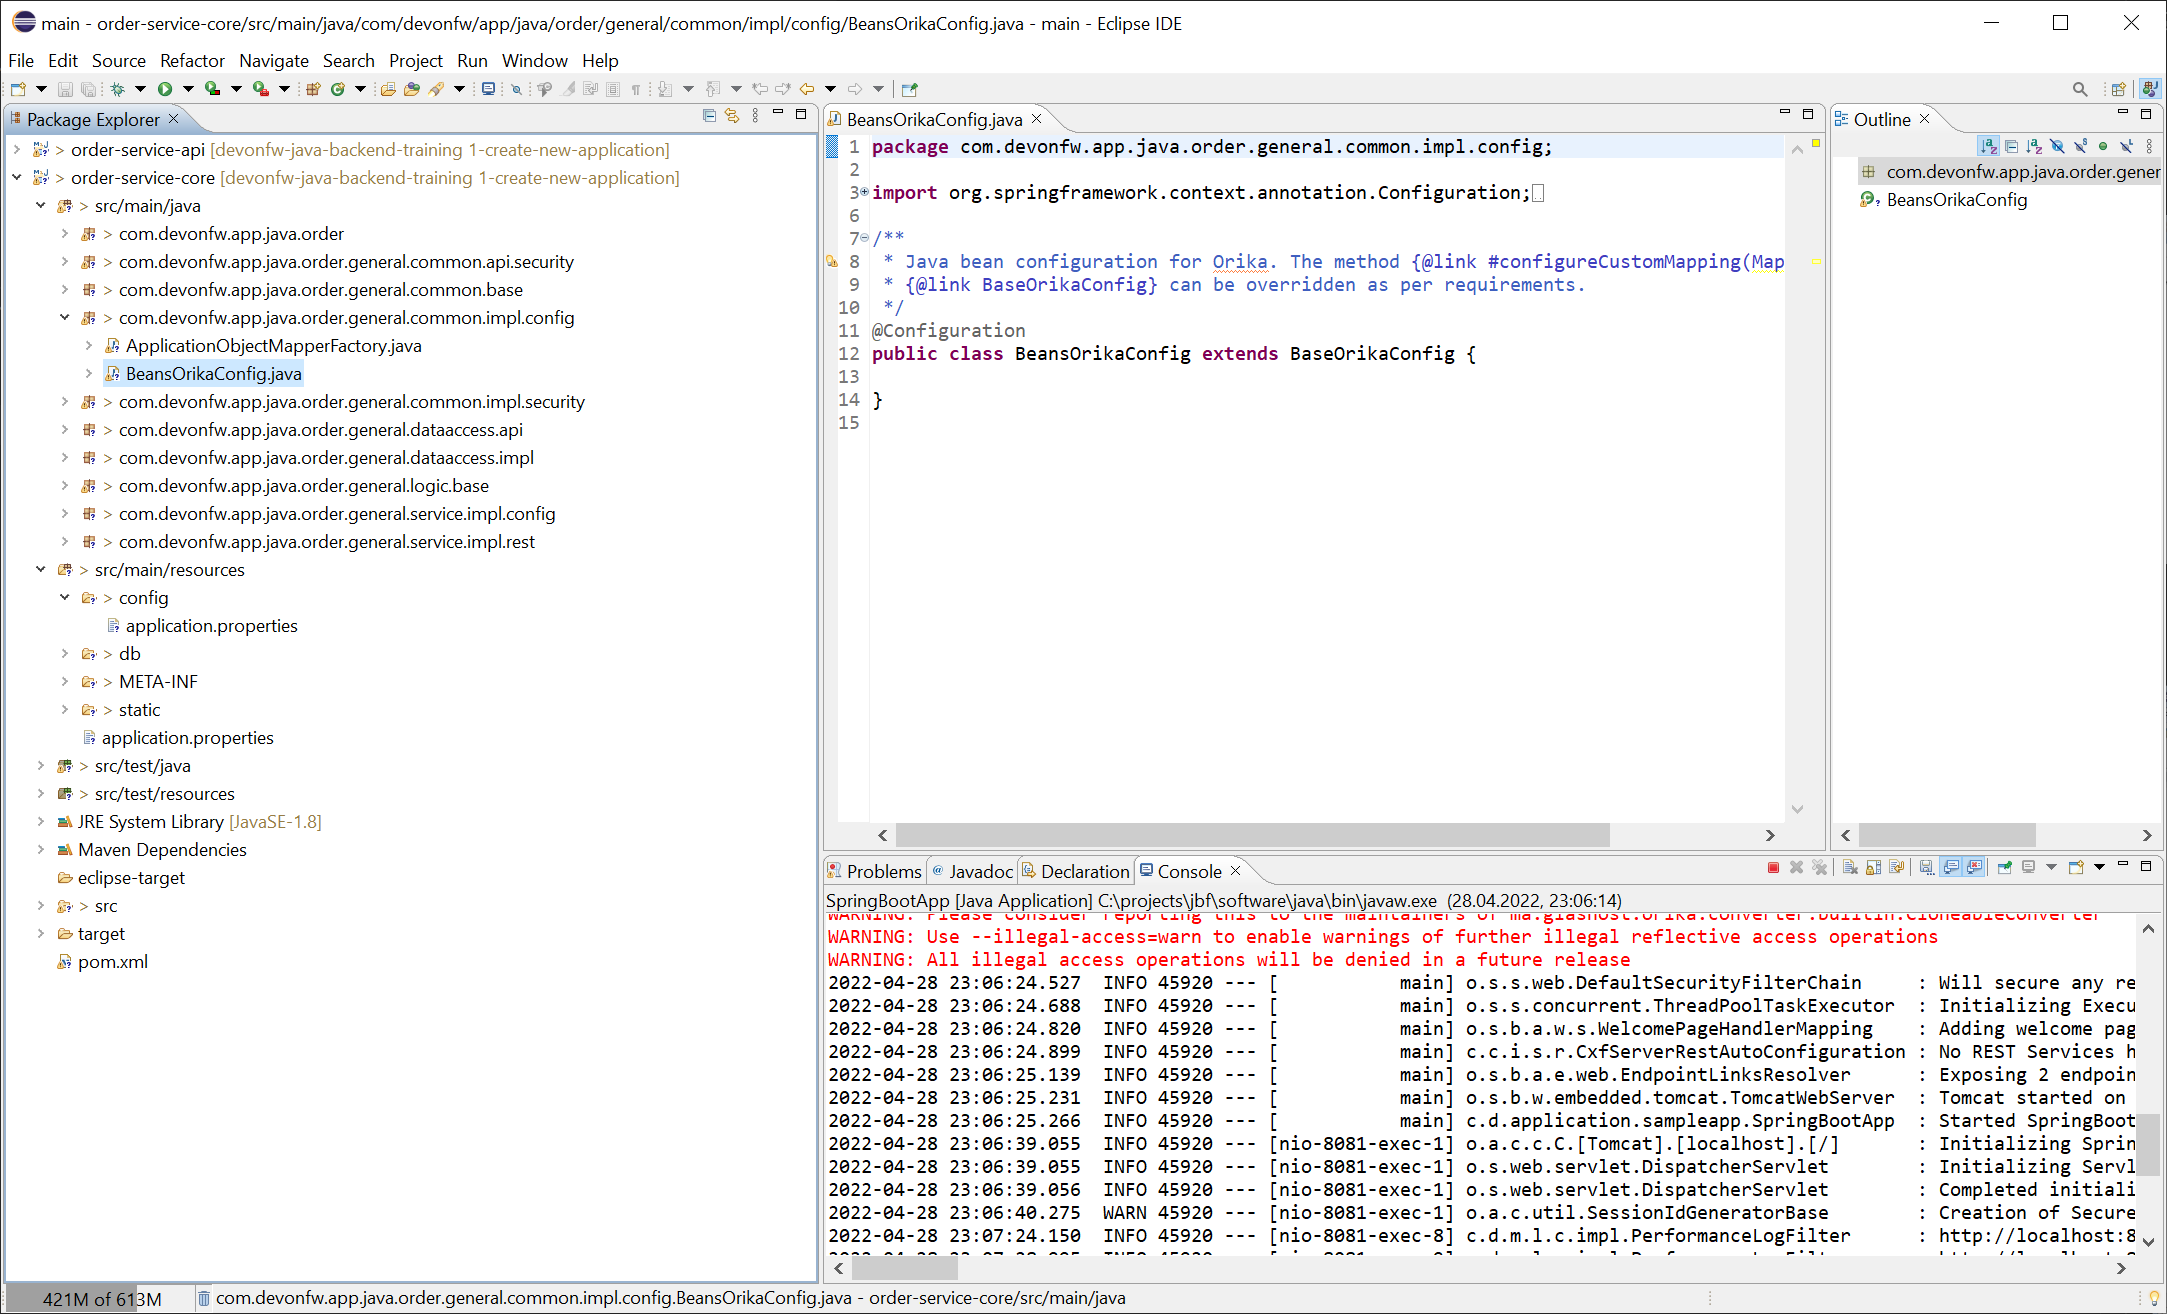 main - order-service-core/src/main/java/com/devonfw/app/java/order/general/common/impl/config/BeansOrikaConfig.java - main - Eclipse IDE
File Edit Source Refactor Navigate Search Project Run Window Help
Package Explorer
> order-service-api [devonfw-java-backend-training 1-create-new-application]
> order-service-core [devonfw-java-backend-training 1-create-new-application]
> src/main/java
> com.devonfw.app.java.order
> com.devonfw.app.java.order.general.common.api.security
> com.devonfw.app.java.order.general.common.base
> com.devonfw.app.java.order.general.common.impl.config
ApplicationObjectMapperFactory.java
BeansOrikaConfig.java
> com.devonfw.app.java.order.general.common.impl.security
> com.devonfw.app.java.order.general.dataaccess.api
> com.devonfw.app.java.order.general.dataaccess.impl
> com.devonfw.app.java.order.general.logic.base
> com.devonfw.app.java.order.general.service.impl.config
> com.devonfw.app.java.order.general.service.impl.rest
> src/main/resources
> config
application.properties
> db
> META-INF
> static
application.properties
> src/test/java
> src/test/resources
JRE System Library [JavaSE-1.8]
Maven Dependencies
eclipse-target
> src
target
pom.xml
BeansOrikaConfig.java
1 package com.devonfw.app.java.order.general.common.impl.config;
2
3 import org.springframework.context.annotation.Configuration;
6
7 /**
8 * Java bean configuration for Orika. The method {@link #configureCustomMapping(Map
9 * {@link BaseOrikaConfig} can be overridden as per requirements.
10 */
11 @Configuration
12 public class BeansOrikaConfig extends BaseOrikaConfig {
13
14 }
15
Outline
com.devonfw.app.java.order.gener
BeansOrikaConfig
Problems @ Javadoc Declaration Console
SpringBootApp [Java Application] C:\projects\jbf\software\java\bin\javaw.exe (28.04.2022, 23:06:14)
WARNING: Please consider reporting this to the maintainers of ma.glasnost.orika.converter.builtin.CloneableConverter
WARNING: Use --illegal-access=warn to enable warnings of further illegal reflective access operations
WARNING: All illegal access operations will be denied in a future release
2022-04-28 23:06:24.527 INFO 45920 --- [ main] o.s.s.web.DefaultSecurityFilterChain : Will secure any re
2022-04-28 23:06:24.688 INFO 45920 --- [ main] o.s.s.concurrent.ThreadPoolTaskExecutor : Initializing Execu
2022-04-28 23:06:24.820 INFO 45920 --- [ main] o.s.b.a.w.s.WelcomePageHandlerMapping : Adding welcome pag
2022-04-28 23:06:24.899 INFO 45920 --- [ main] c.c.i.s.r.CxfServerRestAutoConfiguration : No REST Services h
2022-04-28 23:06:25.139 INFO 45920 --- [ main] o.s.b.a.e.web.EndpointLinksResolver : Exposing 2 endpoin
2022-04-28 23:06:25.231 INFO 45920 --- [ main] o.s.b.w.embedded.tomcat.TomcatWebServer : Tomcat started on
2022-04-28 23:06:25.266 INFO 45920 --- [ main] c.d.application.sampleapp.SpringBootApp : Started SpringBoot
2022-04-28 23:06:39.055 INFO 45920 --- [nio-8081-exec-1] o.a.c.c.C.[Tomcat].[localhost].[/] : Initializing Sprin
2022-04-28 23:06:39.055 INFO 45920 --- [nio-8081-exec-1] o.s.web.servlet.DispatcherServlet : Initializing Servl
2022-04-28 23:06:39.056 INFO 45920 --- [nio-8081-exec-1] o.s.web.servlet.DispatcherServlet : Completed initiali
2022-04-28 23:06:40.275 WARN 45920 --- [nio-8081-exec-1] o.a.c.util.SessionIdGeneratorBase : Creation of Secure
2022-04-28 23:07:24.150 INFO 45920 --- [nio-8081-exec-8] c.d.m.l.c.impl.PerformanceLogFilter : http://localhost:8
421M of 613M
com.devonfw.app.java.order.general.common.impl.config.BeansOrikaConfig.java - order-service-core/src/main/java